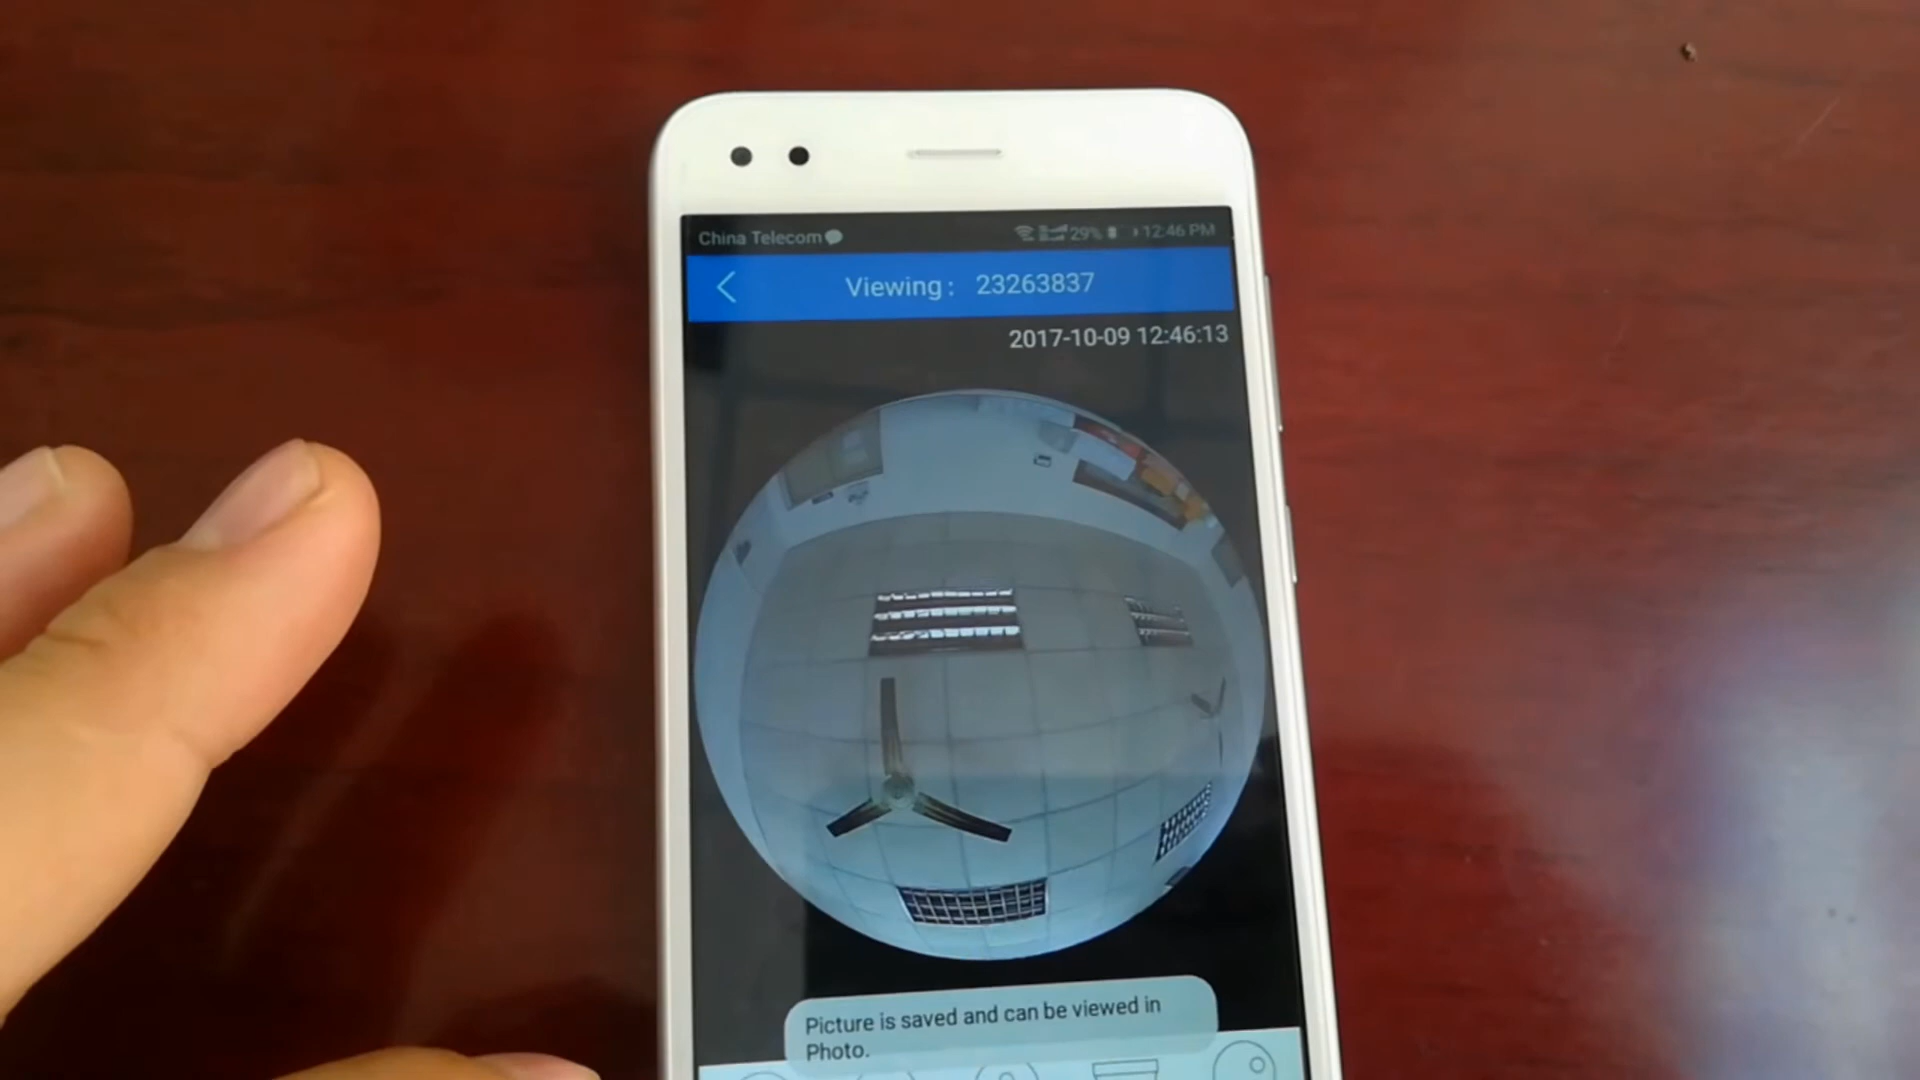 China Telecom 29% 12:46 PM
Viewing : 23263837
2017-10-09 12:46:13
Picture is saved and can be viewed in
Photo.